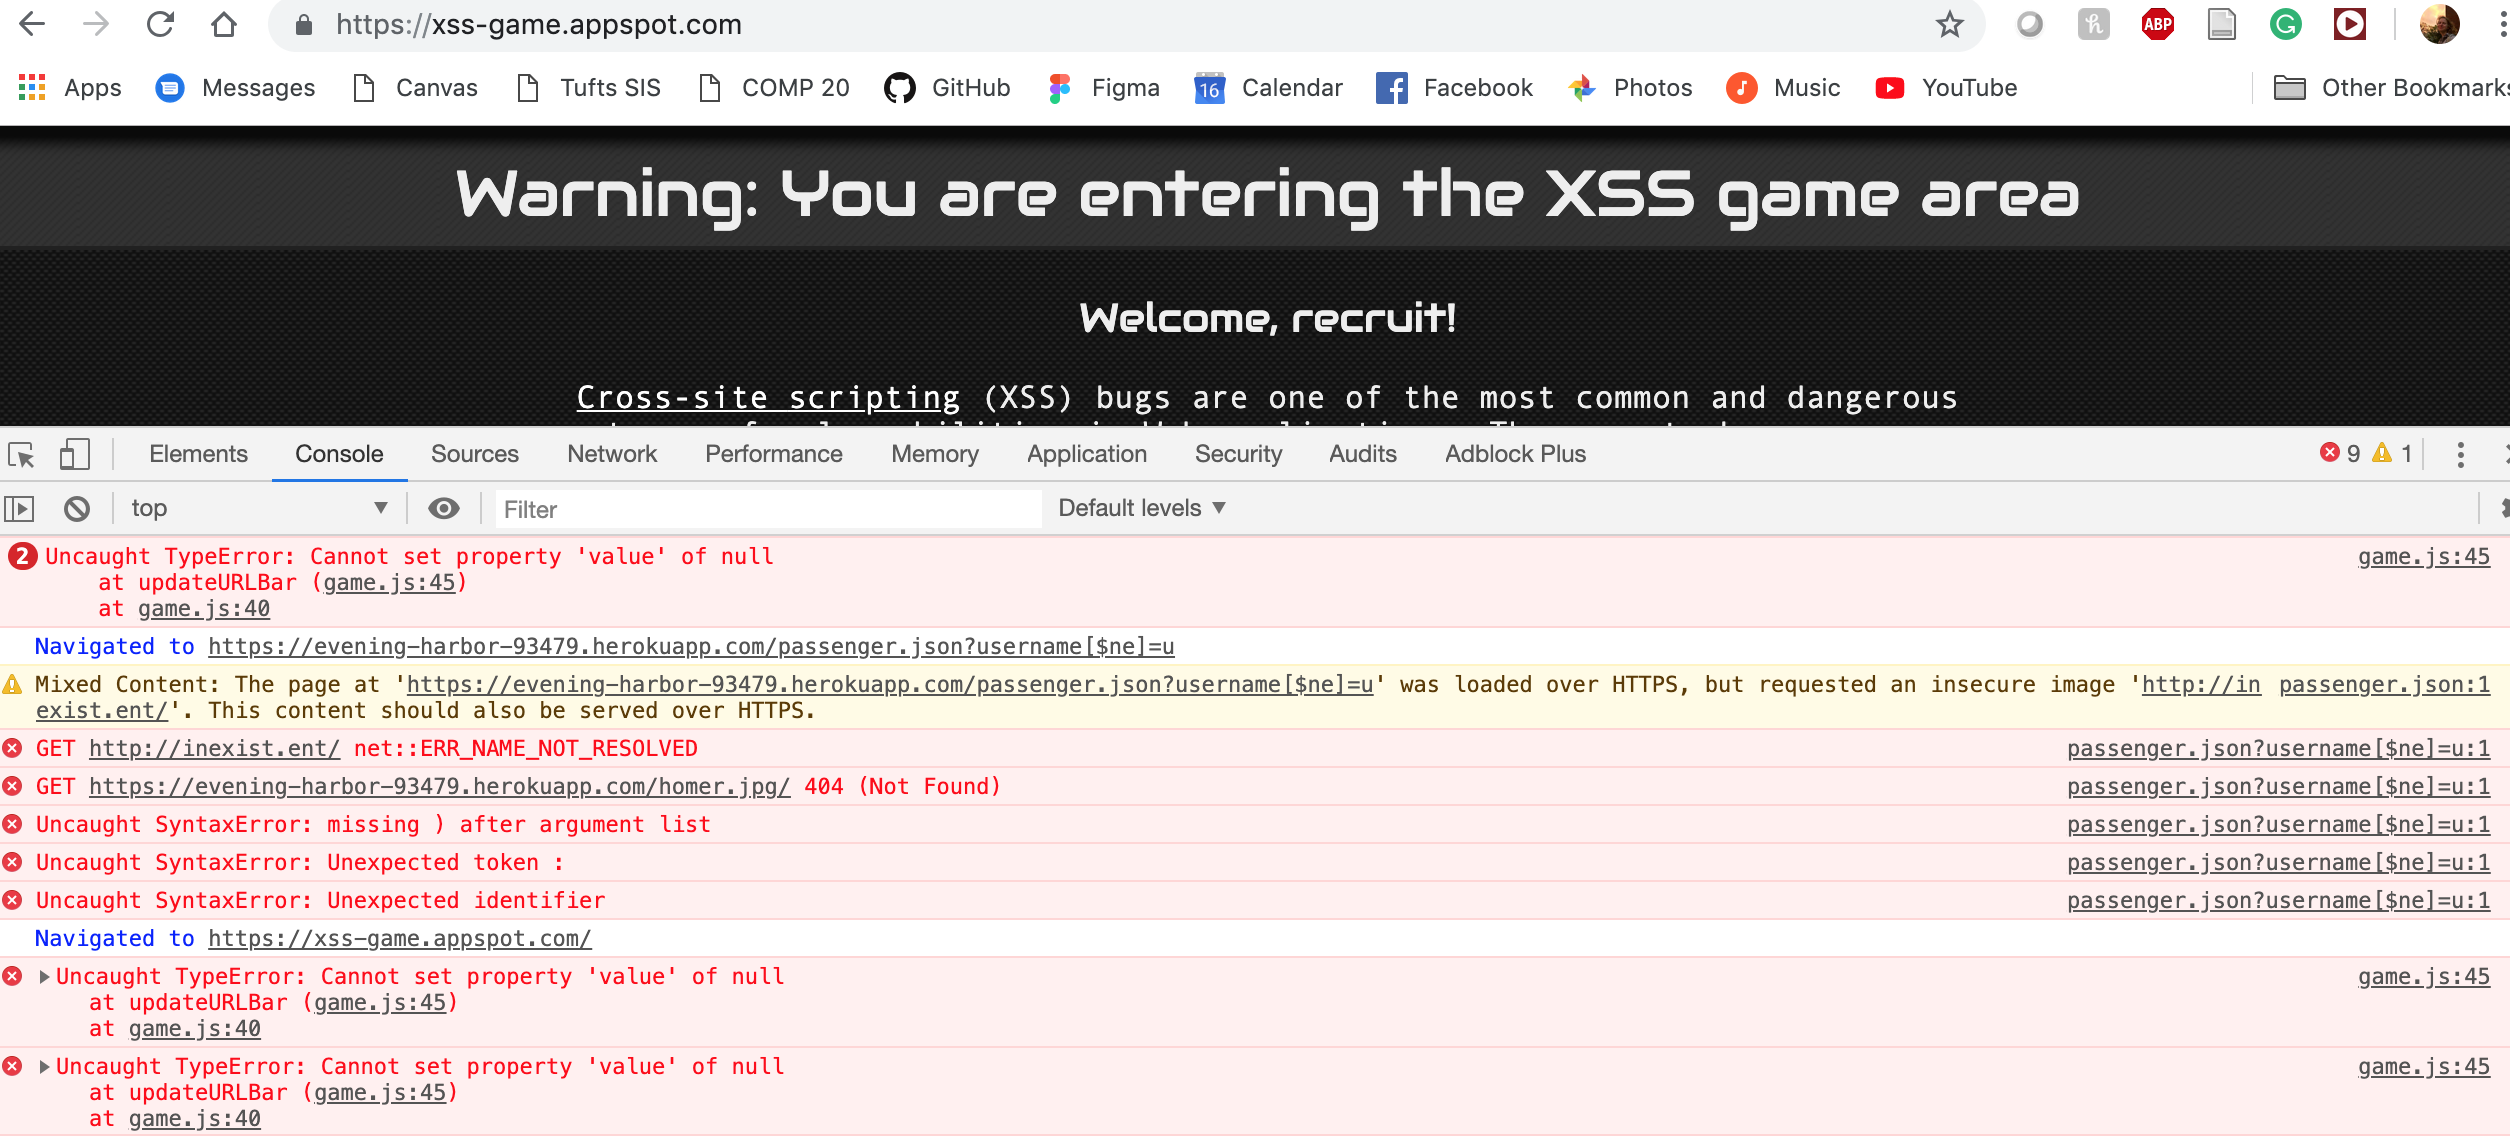 https://xss-game.appspot.com
ABP
Apps Messages Canvas Tufts SIS COMP 20 GitHub Figma 16 Calendar Facebook Photos Music YouTube Other Bookmarks
Warning: You are entering the XSS game area
Welcome, recruit!
Cross-site scripting (XSS) bugs are one of the most common and dangerous
Elements Console Sources Network Performance Memory Application Security Audits Adblock Plus 9 1
top Filter Default levels
2 Uncaught TypeError: Cannot set property 'value' of null game.js:45
at updateURLBar (game.js:45)
at game.js:40
Navigated to https://evening-harbor-93479.herokuapp.com/passenger.json?username[$ne]=u
Mixed Content: The page at 'https://evening-harbor-93479.herokuapp.com/passenger.json?username[$ne]=u' was loaded over HTTPS, but requested an insecure image 'http://in passenger.json:1
exist.ent/'. This content should also be served over HTTPS.
GET http://inexist.ent/ net::ERR_NAME_NOT_RESOLVED passenger.json?username[$ne]=u:1
GET https://evening-harbor-93479.herokuapp.com/homer.jpg/ 404 (Not Found) passenger.json?username[$ne]=u:1
Uncaught SyntaxError: missing ) after argument list passenger.json?username[$ne]=u:1
Uncaught SyntaxError: Unexpected token : passenger.json?username[$ne]=u:1
Uncaught SyntaxError: Unexpected identifier passenger.json?username[$ne]=u:1
Navigated to https://xss-game.appspot.com/
Uncaught TypeError: Cannot set property 'value' of null game.js:45
at updateURLBar (game.js:45)
at game.js:40
Uncaught TypeError: Cannot set property 'value' of null game.js:45
at updateURLBar (game.js:45)
at game.js:40